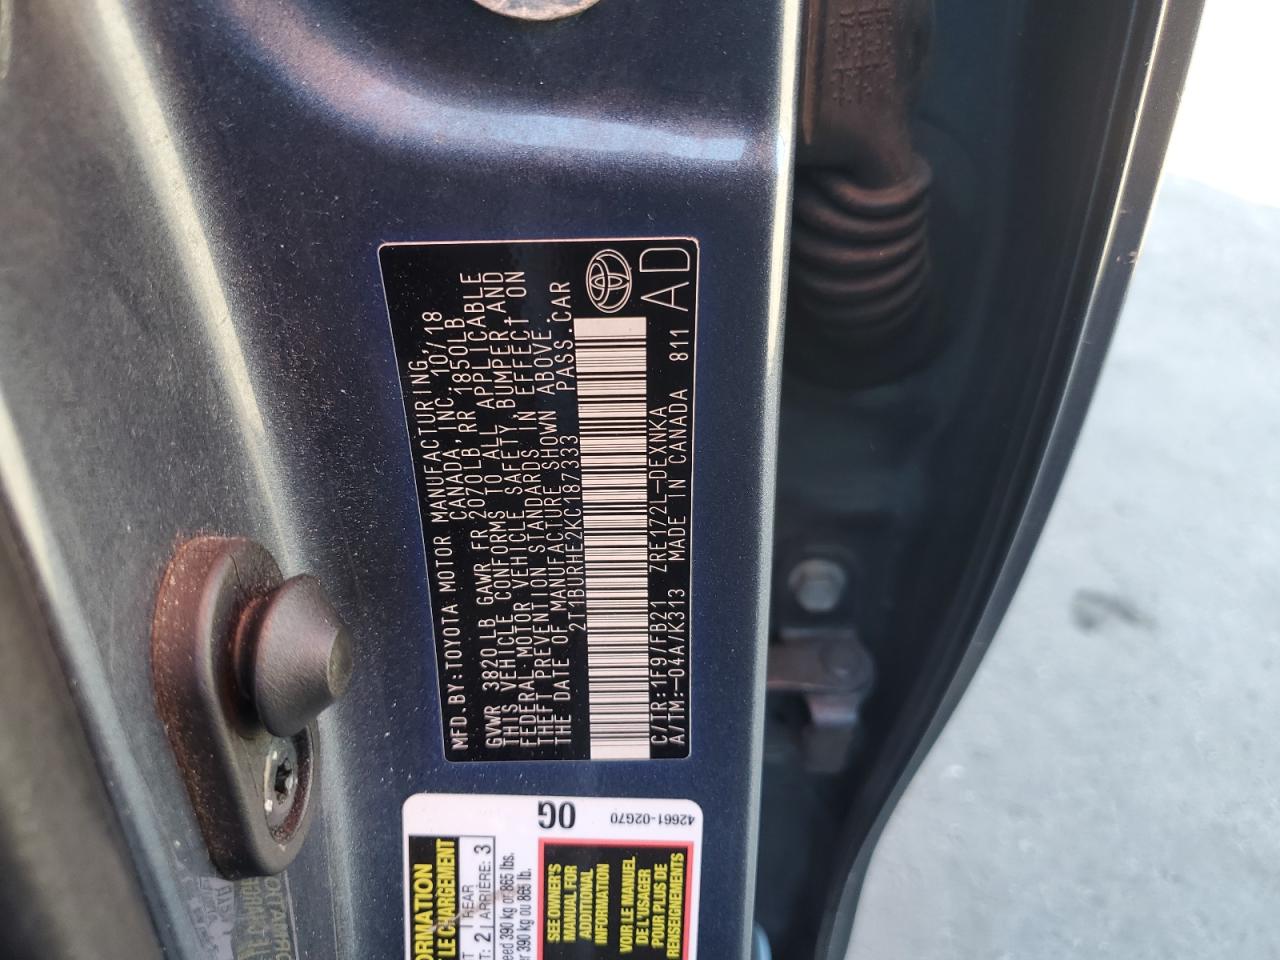 MFD.BY:TOYOTA MOTOR MANUFACTURING,
CANADA,INC. 10/18
GVWR 3820LB GAWR FR 2070LB RR 1850LB
THIS VEHICLE CONFORMS TO ALL APPLICABLE
FEDERAL MOTOR VEHICLE SAFETY, BUMPER, AND
THEFT PREVENTION STANDARDS IN EFFECT ON
THE DATE OF MANUFACTURE SHOWN ABOVE.
2T1BURHE2KC187333 PASS.CAR
C/TR:1F9/FB21 ZRE172L-DEXNKA
A/TM:-04A/K313 MADE IN CANADA 811
AD
0G
42661-02G70
ORMATION
LE CHARGEMENT
REAR
2 ARRIÈRE: 3
eed 390 kg or 865 lbs.
390 kg ou 865 lb.
SEE OWNER'S
MANUAL FOR
ADDITIONAL
INFORMATION
VOIR LE MANUEL
DE L'USAGER
POUR PLUS DE
RENSEIGNEMENTS